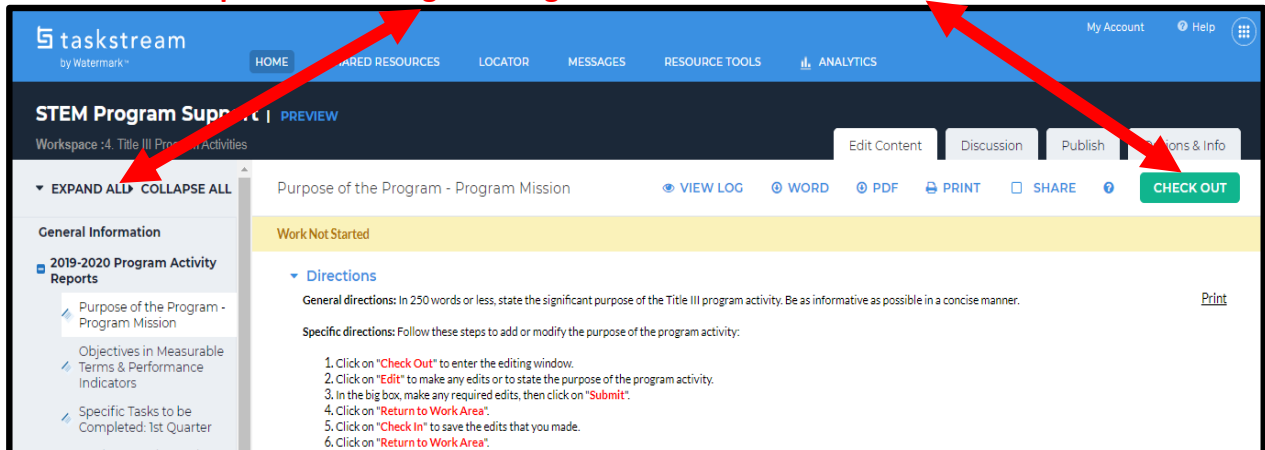 taskstream
by Watermark™
My Account Help
HOME RESOURCES LOCATOR MESSAGES RESOURCE TOOLS ANALYTICS
STEM Program | PREVIEW
Workspace :4. Title III Activities
Edit Content Discussion Publish & Info
EXPAND ALL COLLAPSE ALL
Purpose of the Program - Program Mission VIEW LOG WORD PDF PRINT SHARE CHECK OUT
General Information
Work Not Started
2019-2020 Program Activity
Reports
Purpose of the Program -
Program Mission
Objectives in Measurable
Terms & Performance
Indicators
Specific Tasks to be
Completed: 1st Quarter
Directions
General directions: In 250 words or less, state the significant purpose of the Title III program activity. Be as informative as possible in a concise manner. Print
Specific directions: Follow these steps to add or modify the purpose of the program activity:
1. Click on "Check Out" to enter the editing window.
2. Click on "Edit" to make any edits or to state the purpose of the program activity.
3. In the big box, make any required edits, then click on "Submit".
4. Click on "Return to Work Area".
5. Click on "Check In" to save the edits that you made.
6. Click on "Return to Work Area".